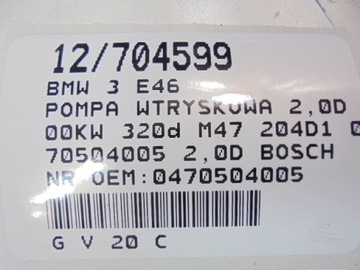 12/704599
BMW 3 E46
POMPA WTRYSKOWA 2,0D
00KW 320d M47 204D1 0
70504005 2,0D BOSCH
NR OEM:0470504005
G V 20 C